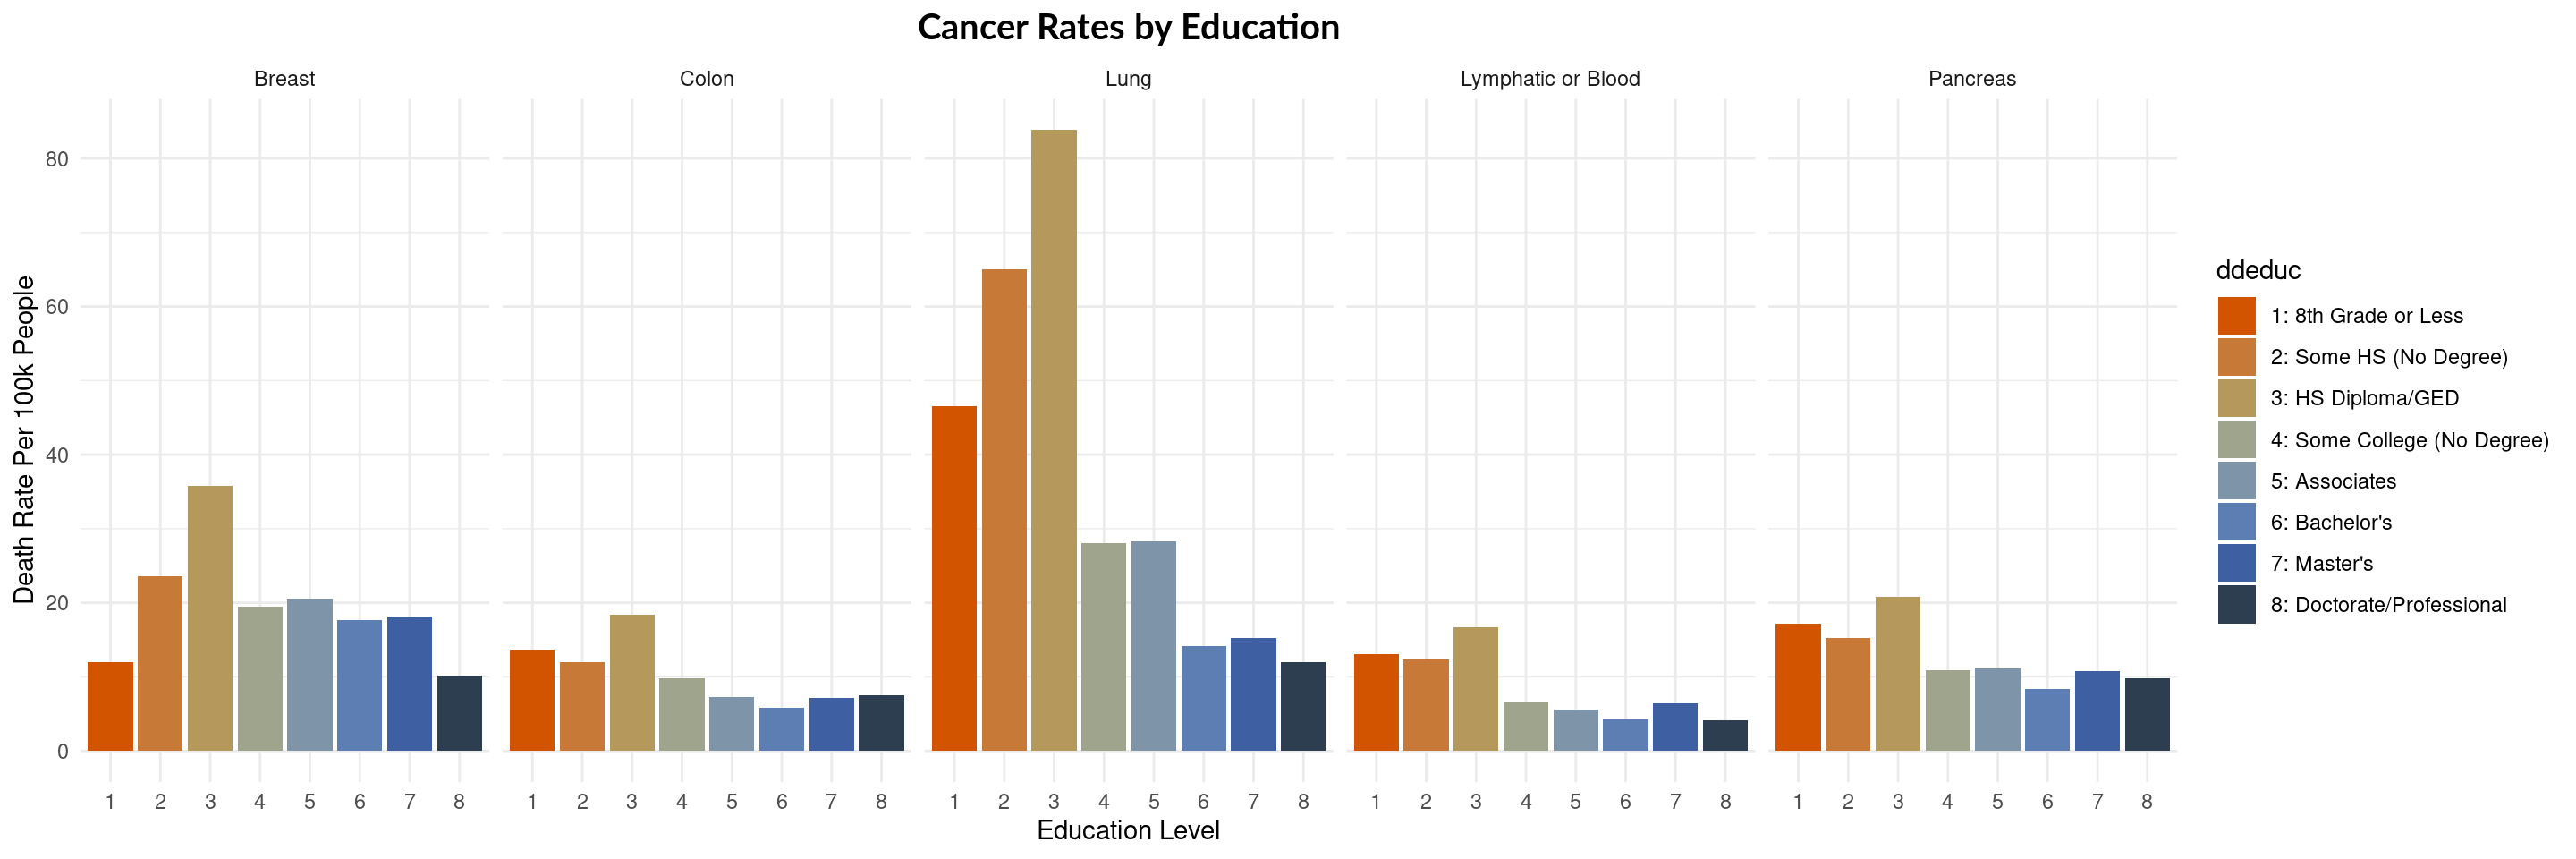 Cancer Rates by Education
Breast
Colon
Lung
Lymphatic or Blood
Pancreas
Death Rate Per 100k People
80
60
40
20
0
1 2 3 4 5 6 7 8
1 2 3 4 5 6 7 8
1 2 3 4 5 6 7 8
1 2 3 4 5 6 7 8
1 2 3 4 5 6 7 8
Education Level
ddeduc
1: 8th Grade or Less
2: Some HS (No Degree)
3: HS Diploma/GED
4: Some College (No Degree)
5: Associates
6: Bachelor's
7: Master's
8: Doctorate/Professional